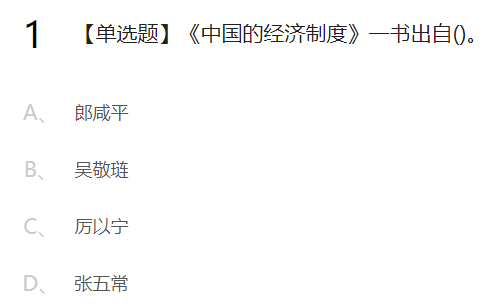 1 【单选题】《中国的经济制度》一书出自()。
A、 郎咸平
B、 吴敬琏
C、 厉以宁
D、 张五常